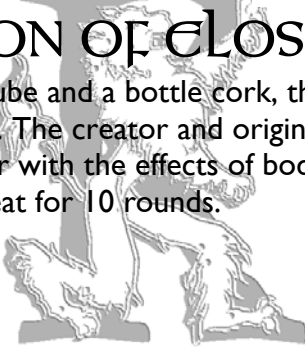 ON OF ELOS
ube and a bottle cork, th
. The creator and origin
r with the effects of boo
eat for 10 rounds.